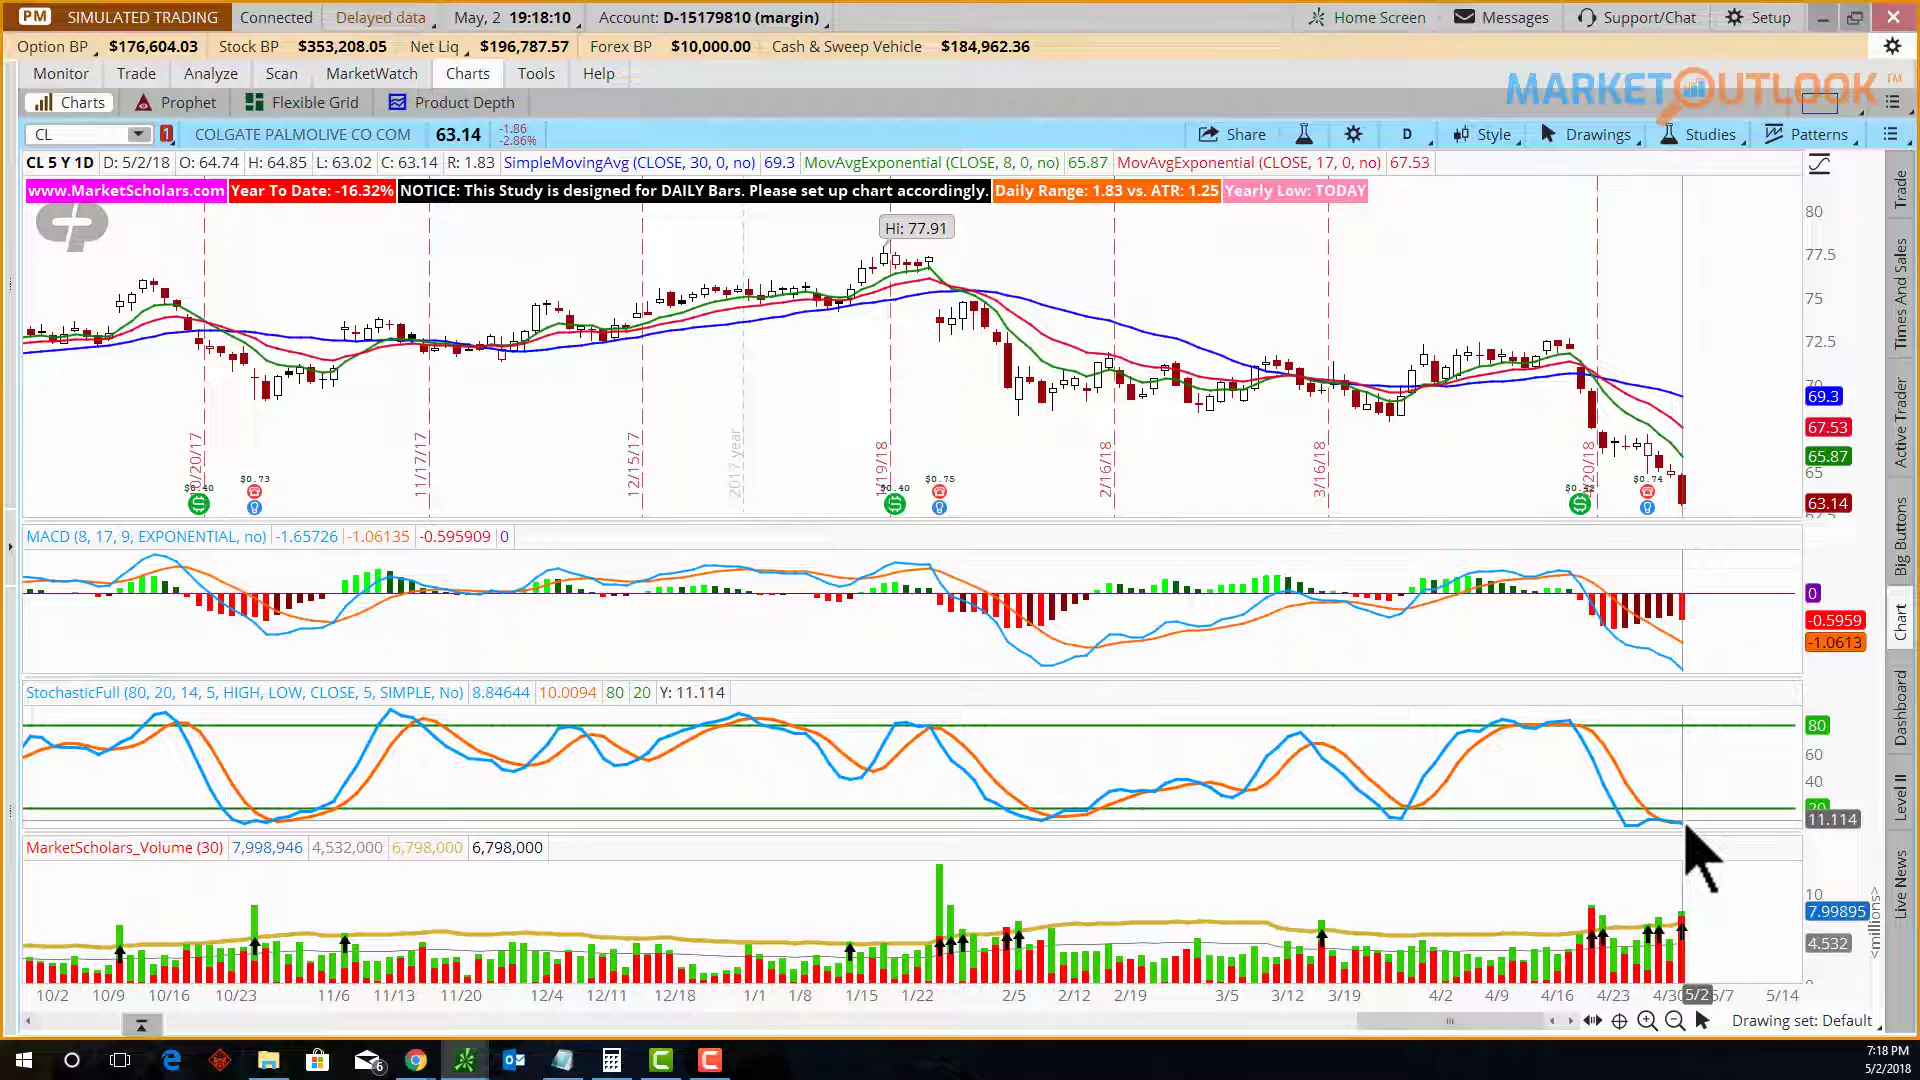 PM SIMULATED TRADING Connected Delayed data May, 2 19:18:10 Account: D-15179810 (margin) Home Screen Messages Support/Chat Setup
Option BP $176,604.03 Stock BP $353,208.05 Net Liq $196,787.57 Forex BP $10,000.00 Cash & Sweep Vehicle $184,962.36
Monitor Trade Analyze Scan MarketWatch Charts Tools Help
MARKETOUTLOOK TM
Charts Prophet Flexible Grid Product Depth
CL 1 COLGATE PALMOLIVE CO COM 63.14 -1.86 -2.86% Share D Style Drawings Studies Patterns
CL 5 Y 1D D: 5/2/18 O: 64.74 H: 64.85 L: 63.02 C: 63.14 R: 1.83 SimpleMovingAvg (CLOSE, 30, 0, no) 69.3 MovAvgExponential (CLOSE, 8, 0, no) 65.87 MovAvgExponential (CLOSE, 17, 0, no) 67.53
www.MarketScholars.com Year To Date: -16.32% NOTICE: This Study is designed for DAILY Bars. Please set up chart accordingly. Daily Range: 1.83 vs. ATR: 1.25 Yearly Low: TODAY
Hi: 77.91
80
77.5
75
72.5
70
69.3
67.53
65.87
65
63.14
10/20/17 11/17/17 12/15/17 2017 year 1/19/18 2/16/18 3/16/18 4/20/18
$0.40 $0.73 $0.40 $0.75 $0.74
MACD (8, 17, 9, EXPONENTIAL, no) -1.65726 -1.06135 -0.595909 0
0
-0.5959
-1.0613
StochasticFull (80, 20, 14, 5, HIGH, LOW, CLOSE, 5, SIMPLE, No) 8.84644 10.0094 80 20 Y: 11.114
80
60
40
20
11.114
MarketScholars_Volume (30) 7,998,946 4,532,000 6,798,000 6,798,000
10
7.99895
4.532
<millions>
10/2 10/9 10/16 10/23 11/6 11/13 11/20 12/4 12/11 12/18 1/1 1/8 1/15 1/22 2/5 2/12 2/19 3/5 3/12 3/19 4/2 4/9 4/16 4/23 4/30 5/2 5/7 5/14
Drawing set: Default
Trade
Times And Sales
Active Trader
Big Buttons
Chart
Dashboard
Level II
Live News
6
7:18 PM
5/2/2018